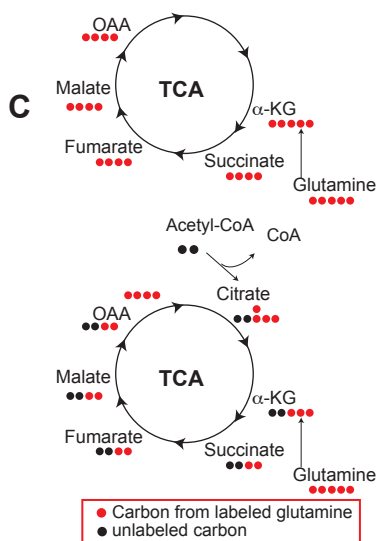 C
OAA
Malate
TCA
α-KG
Fumarate
Succinate
Glutamine
Acetyl-CoA
CoA
Citrate
OAA
Malate
TCA
α-KG
Fumarate
Succinate
Glutamine
Carbon from labeled glutamine
unlabeled carbon